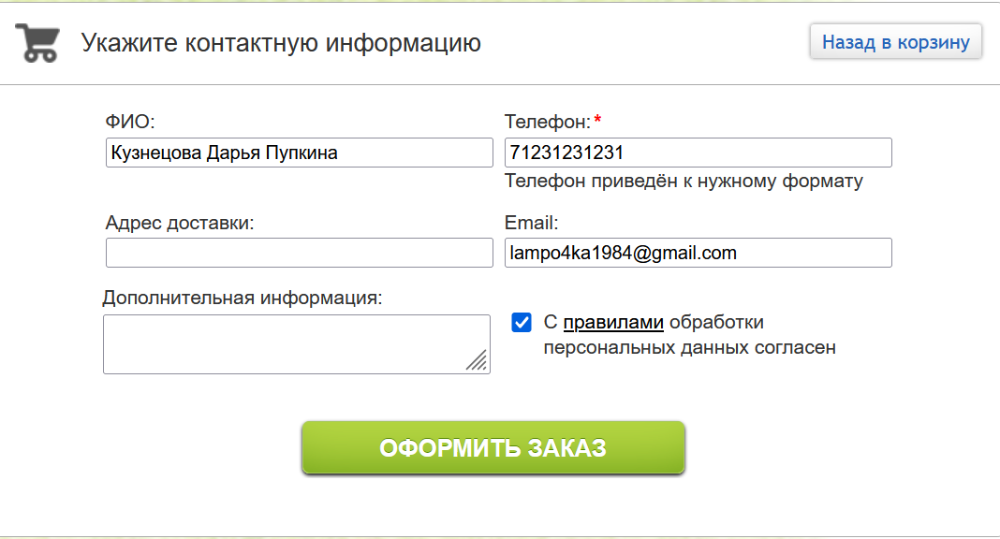 Укажите контактную информацию
Назад в корзину
ФИО:
Телефон: *
Кузнецова Дарья Пупкина
71231231231
Телефон приведён к нужному формату
Адрес доставки:
Email:
lampo4ka1984@gmail.com
Дополнительная информация:
С правилами обработки
персональных данных согласен
ОФОРМИТЬ ЗАКАЗ